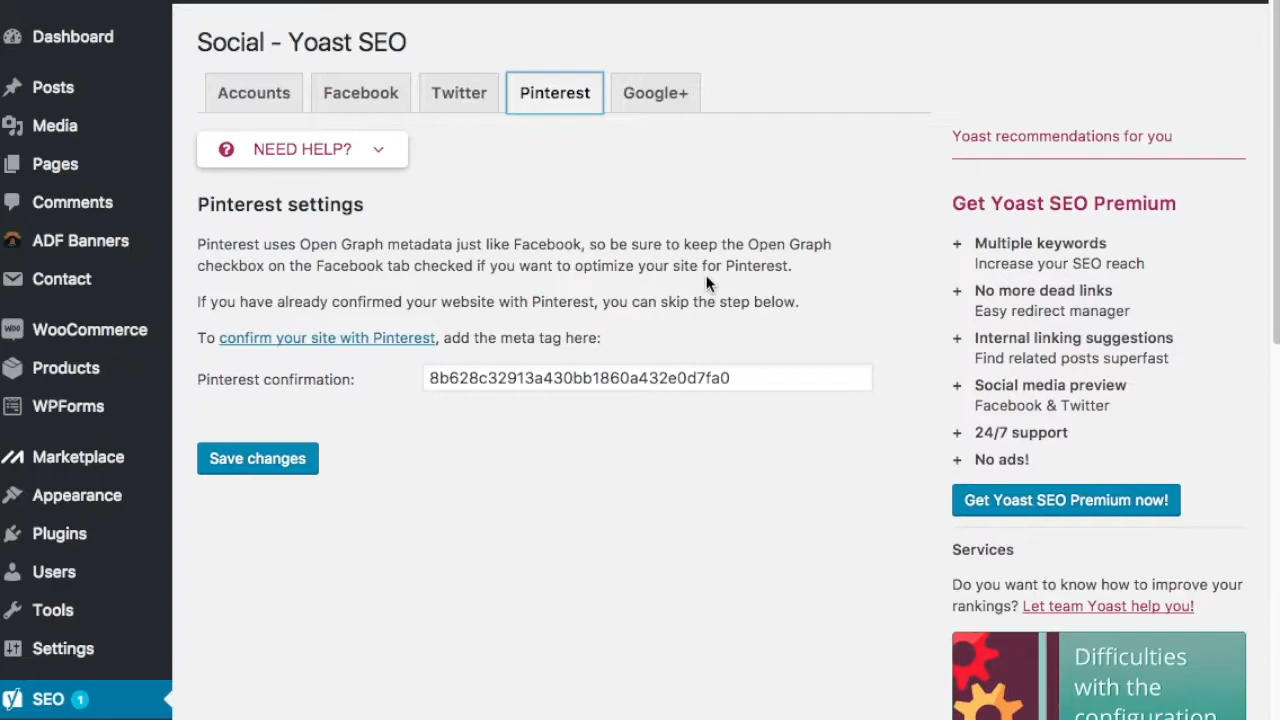 Dashboard
Posts
Media
Pages
Comments
ADF Banners
Contact
WOO WooCommerce
Products
WPForms
Marketplace
Appearance
Plugins
Users
Tools
Settings
SEO 1
Social - Yoast SEO
Accounts Facebook Twitter Pinterest Google+
? NEED HELP?
Pinterest settings
Pinterest uses Open Graph metadata just like Facebook, so be sure to keep the Open Graph
checkbox on the Facebook tab checked if you want to optimize your site for Pinterest.
If you have already confirmed your website with Pinterest, you can skip the step below.
To confirm your site with Pinterest, add the meta tag here:
Pinterest confirmation: 8b628c32913a430bb1860a432e0d7fa0
Save changes
Yoast recommendations for you
Get Yoast SEO Premium
+ Multiple keywords
Increase your SEO reach
+ No more dead links
Easy redirect manager
+ Internal linking suggestions
Find related posts superfast
+ Social media preview
Facebook & Twitter
+ 24/7 support
+ No ads!
Get Yoast SEO Premium now!
Services
Do you want to know how to improve your
rankings? Let team Yoast help you!
Difficulties
with the
configuration